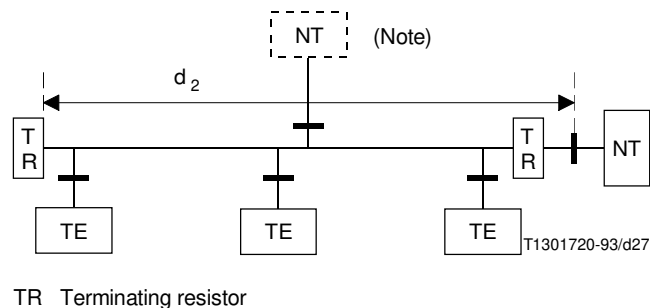 NT (Note)
d2
T
R
T
R
NT
TE
TE
TE
T1301720-93/d27
TR Terminating resistor